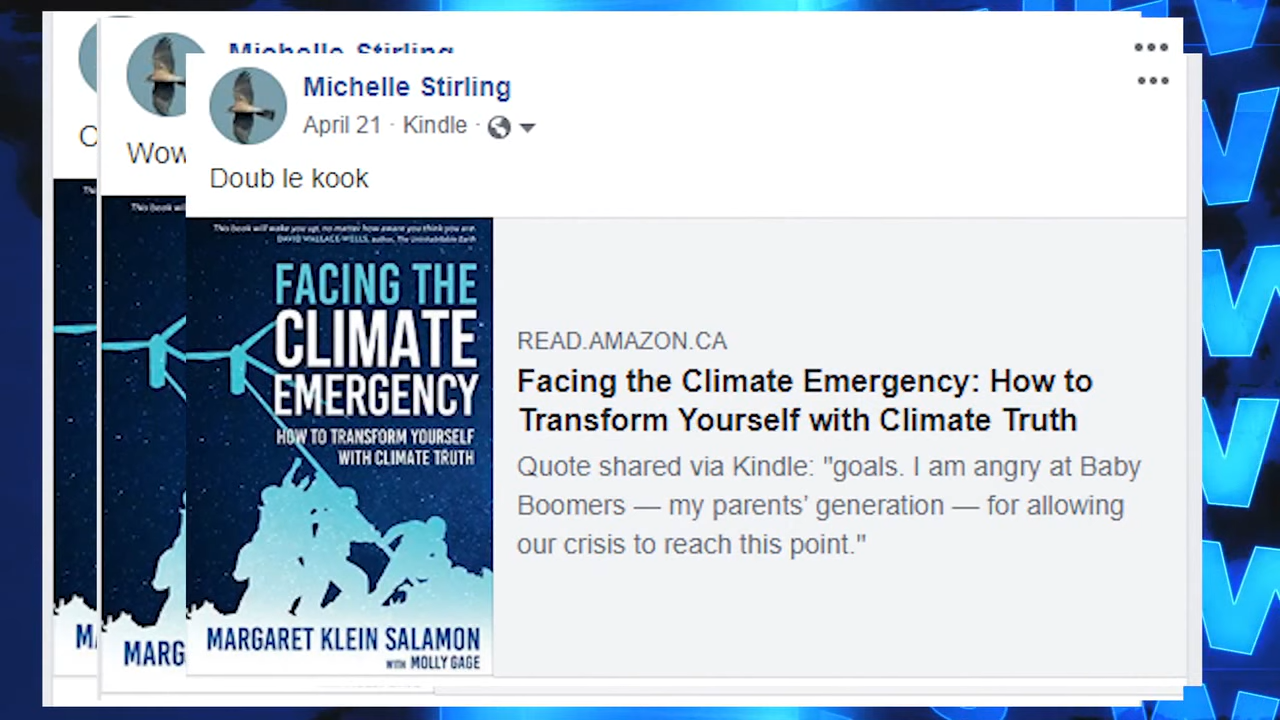 Michelle Stirling
C
Wow
Michelle Stirling
April 21 · Kindle ·
Doub le kook
This book will wake you up, no matter how aware you think you are.
DAVID WALLACE-WELLS, author, The Uninhabitable Earth
FACING THE
CLIMATE
EMERGENCY
HOW TO TRANSFORM YOURSELF
WITH CLIMATE TRUTH
MARG
MARGARET KLEIN SALAMON
WITH MOLLY GAGE
READ.AMAZON.CA
Facing the Climate Emergency: How to
Transform Yourself with Climate Truth
Quote shared via Kindle: "goals. I am angry at Baby
Boomers — my parents’ generation — for allowing
our crisis to reach this point."